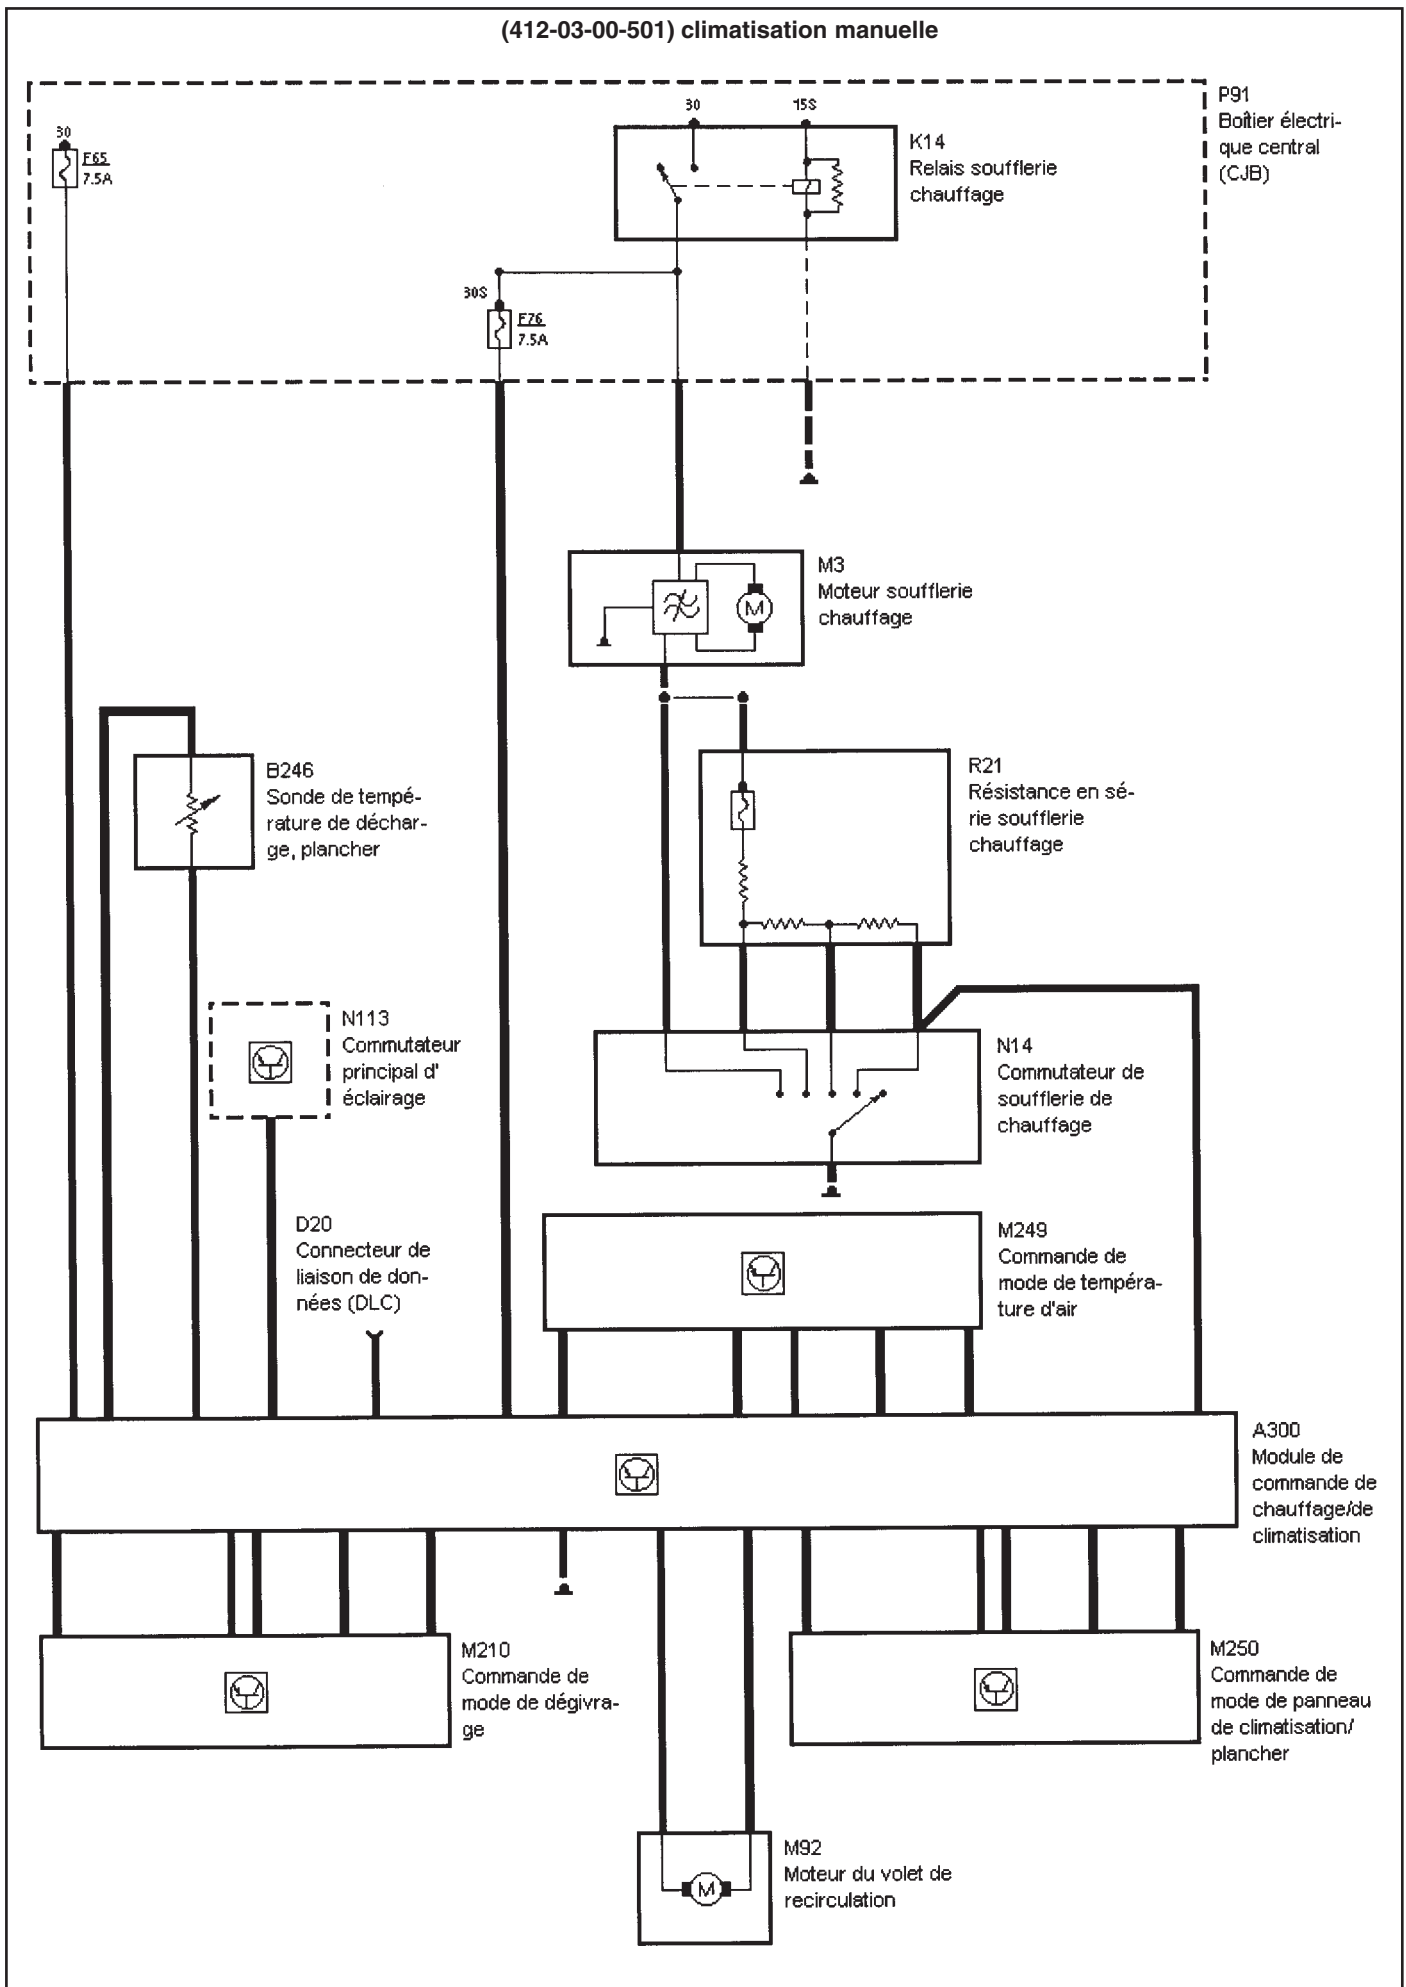 (412-03-00-501) climatisation manuelle
30
F65
7.5A
30
15S
K14
Relais soufflerie
chauffage
P91
Boîtier électri-
que central
(CJB)
30S
F76
7.5A
M3
Moteur soufflerie
chauffage
M
B246
Sonde de tempé-
rature de déchar-
ge, plancher
R21
Résistance en sé-
rie soufflerie
chauffage
N113
Commutateur
principal d'
éclairage
N14
Commutateur de
soufflerie de
chauffage
D20
Connecteur de
liaison de don-
nées (DLC)
M249
Commande de
mode de tempéra-
ture d'air
A300
Module de
commande de
chauffage/de
climatisation
M210
Commande de
mode de dégivra-
ge
M250
Commande de
mode de panneau
de climatisation/
plancher
M92
Moteur du volet de
recirculation
M